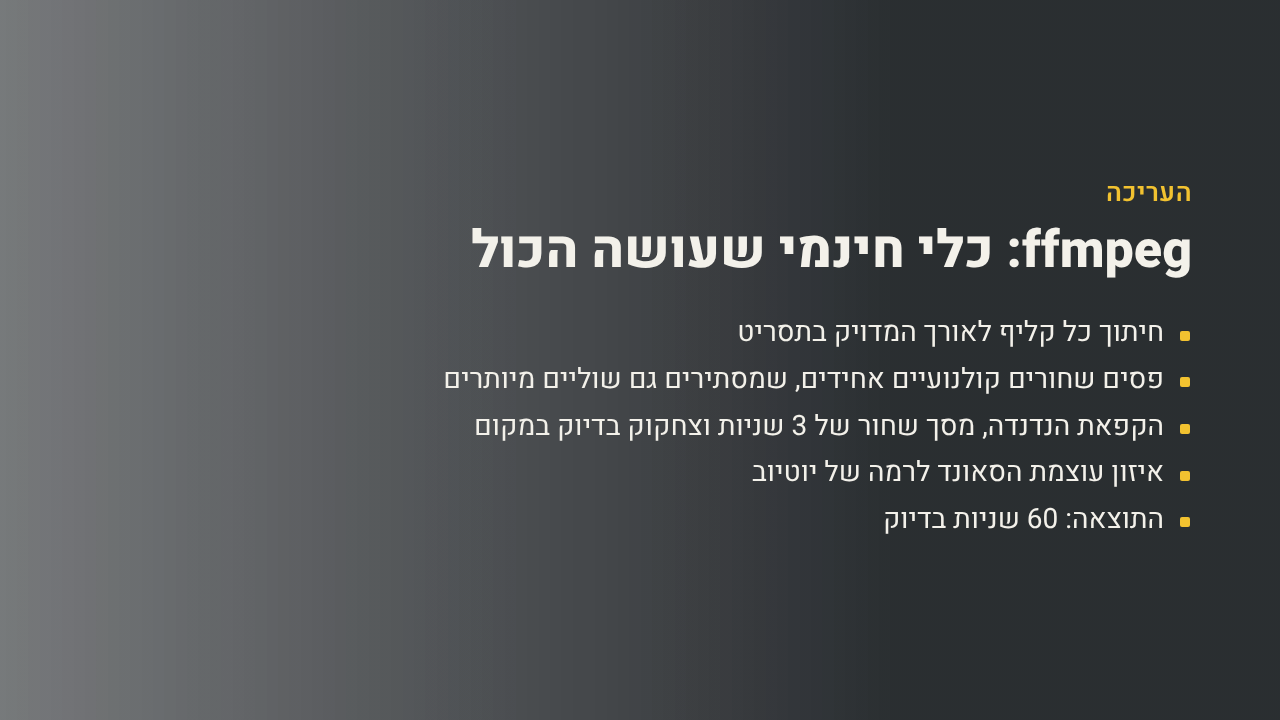 העריכה
ffmpeg: כלי חינמי שעושה הכול
חיתוך כל קליפ לאורך המדויק בתסריט
פסים שחורים קולנועיים אחידים, שמסתירים גם שוליים מיותרים
הקפאת הנדנדה, מסך שחור של 3 שניות וצחקוק בדיוק במקום
איזון עוצמת הסאונד לרמה של יוטיוב
התוצאה: 60 שניות בדיוק